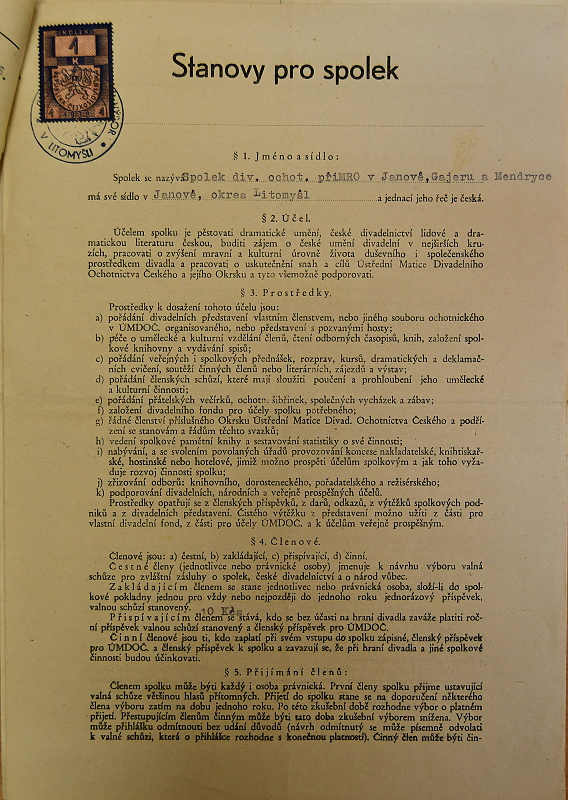 KOLEK
1
K
1938
V LITOMYŠLI
Stanovy pro spolek
§ 1. Jméno a sídlo:
Spolek se nazývá Spolek div. ochot. přiMRO v Janově,Gajeru a Mendryce
má své sídlo v Janově, okres Litomyšl a jednací jeho řeč je česká.
§ 2. Účel.
Účelem spolku je pěstovati dramatické umění, české divadelnictví lidové a dra-
matickou literaturu českou, buditi zájem o české umění divadelní v nejširších kru-
zích, pracovati o zvýšení mravní a kulturní úrovně života duševního i společenského
prostředkem divadla a pracovati o uskutečnění snah a cílů Ústřední Matice Divadelního
Ochotnictva Českého a jejího Okrsku a tyto všemožně podporovati.
§ 3. Prostředky.
Prostředky k dosažení tohoto účelu jsou:
a) pořádání divadelních představení vlastním členstvem, nebo jiného souboru ochotnického
v ÚMDOČ. organisovaného, nebo představení s pozvanými hosty;
b) péče o umělecké a kulturní vzdělání členů, čtení odborných časopisů, knih, založení spol-
kové knihovny a vydávání spisů;
c) pořádání veřejných i spolkových přednášek, rozprav, kursů, dramatických a deklamač-
ních cvičení, soutěží činných členů nebo literárních, zájezdů a výstav;
d) pořádání členských schůzí, které mají sloužiti poučení a prohloubení jeho umělecké
a kulturní činnosti;
e) pořádání přátelských večírků, ochotn. šibřinek, společných vycházek a zábav;
f) založení divadelního fondu pro účely spolku potřebného;
g) řádné členství příslušného Okrsku Ústřední Matice Divad. Ochotnictva Českého a podří-
zení se stanovám a řádům těchto svazků;
h) vedení spolkové pamětní knihy a sestavování statistiky o své činnosti;
i) nabývání, a se svolením povolaných úřadů provozování koncese nakladatelské, knihtiskař-
ské, hostinské nebo hotelové, jimiž možno prospěti účelům spolkovým a jak toho vyža-
duje rozvoj činnosti spolku;
j) zřizování odborů: knihovního, dorosteneckého, pořadatelského a režisérského;
k) podporování divadelních, národních a veřejně prospěšných účelů.
Prostředky opatřují se z členských příspěvků, z darů, odkazů, z výtěžků spolkových pod-
niků a z divadelních představení. Čistého výtěžku z představení možno užíti z části pro
vlastní divadelní fond, z části pro účely ÚMDOČ. a k účelům veřejně prospěšným.
§ 4. Členové.
Členové jsou: a) čestní, b) zakládající, c) přispívající, d) činní.
Čestné členy (jednotlivce nebo právnické osoby) jmenuje k návrhu výboru valná
schůze pro zvláštní zásluhy o spolek, české divadelnictví a o národ vůbec.
Zakládajícím členem se stane jednotlivec nebo právnická osoba, složí-li do spol-
kové pokladny jednou pro vždy nebo nejpozději do jednoho roku jednorázový příspěvek,
valnou schůzí stanovený. 10 Kčs
Přispívajícím členem se stává, kdo se bez účasti na hraní divadla zaváže platiti roč-
ní příspěvek valnou schůzí stanovený a členský příspěvek pro ÚMDOČ.
Činní členové jsou ti, kdo zaplatí při svém vstupu do spolku zápisné, členský příspěvek
pro ÚMDOČ. a členský příspěvek k spolku a zavazují se, že při hraní divadla a jiné spolkové
činnosti budou účinkovati.
§ 5. Přijímání členů:
Členem spolku může býti každý i osoba právnická. První členy spolku přijme ustavující
valná schůze většinou hlasů přítomných. Přijetí do spolku stane se na doporučení některého
člena výboru zatím na dobu jednoho roku. Po této zkušební době rozhodne výbor o platném
přijetí. Přestupujícím členům činným může býti tato doba zkušební výborem snížena. Výbor
může přihlášku odmítnouti bez udání důvodů (návrh odmítnutý se může písemně odvolati
k valné schůzi, která o přihlášce rozhodne s konečnou platností). Činný člen může býti čin-